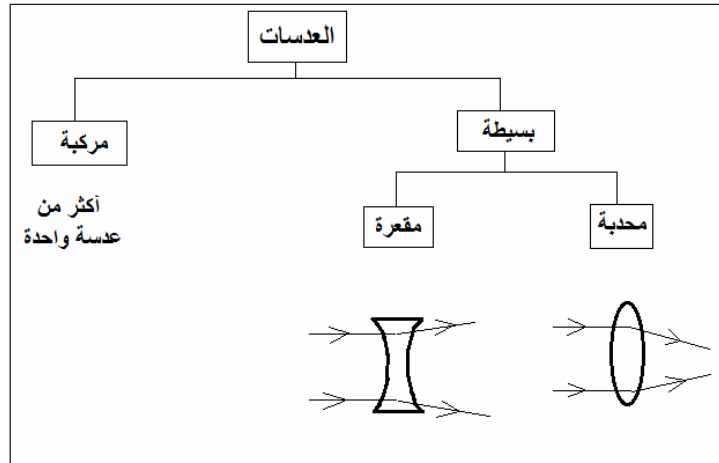 العدسات
بسيطة
مركبة
محدبة
مقعرة
أكثر من
عدسة واحدة